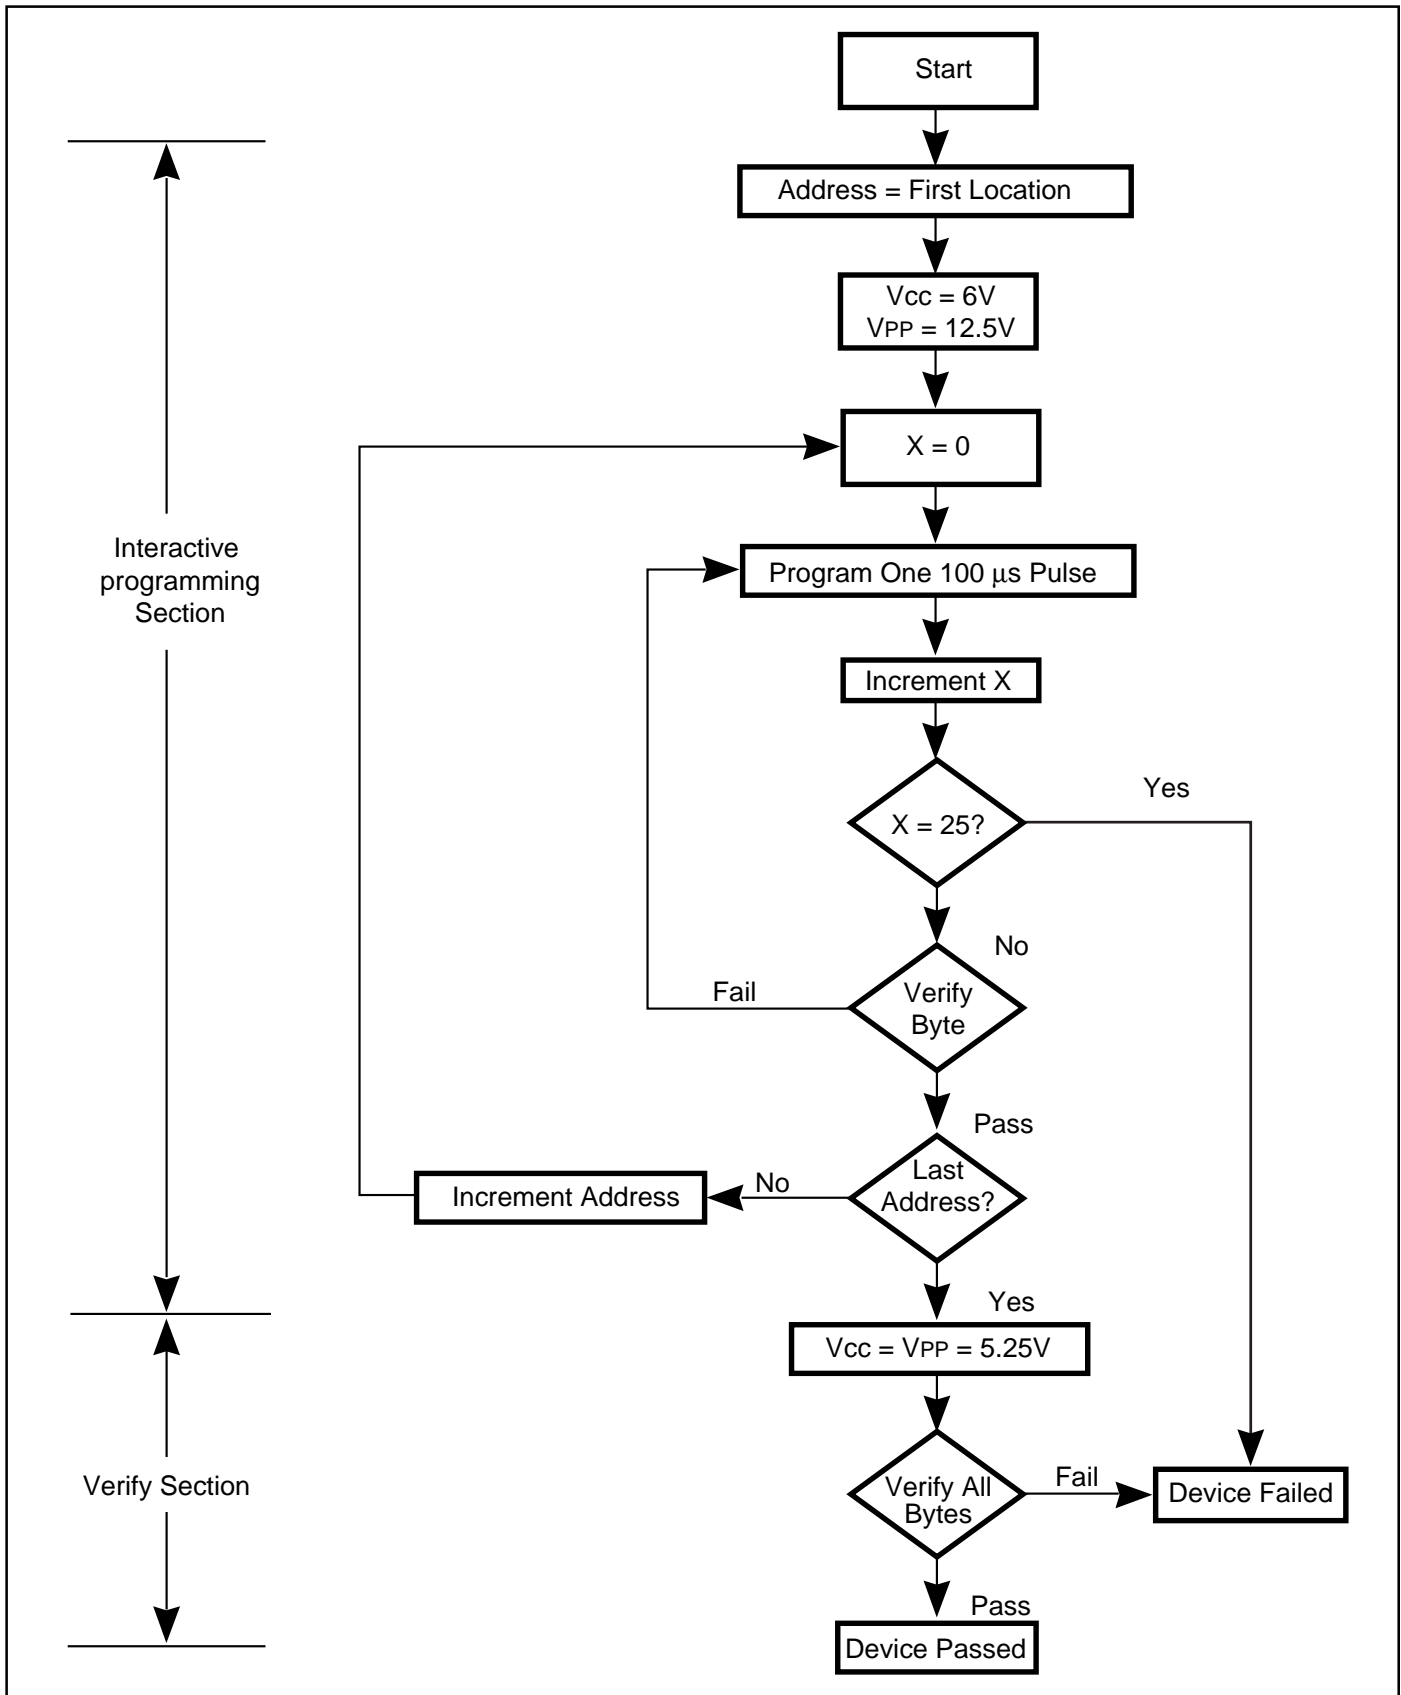 Start
Address = First Location
Vcc = 6V
VPP = 12.5V
X = 0
Interactive
programming
Section
Program One 100 μs Pulse
Increment X
X = 25?
Yes
No
Verify
Byte
Fail
Pass
Last
Address?
No
Increment Address
Yes
Vcc = VPP = 5.25V
Verify Section
Verify All
Bytes
Fail
Device Failed
Pass
Device Passed